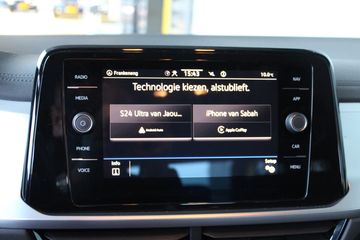 RADIO
MEDIA
PHONE
VOICE
Frankenweg
15:43
10.0°C
Technologie kiezen, alstublieft.
S24 Ultra van Jaou...
Android Auto
iPhone van Sabah
Apple CarPlay
Info
Setup
NAV
APP
CAR
MENU